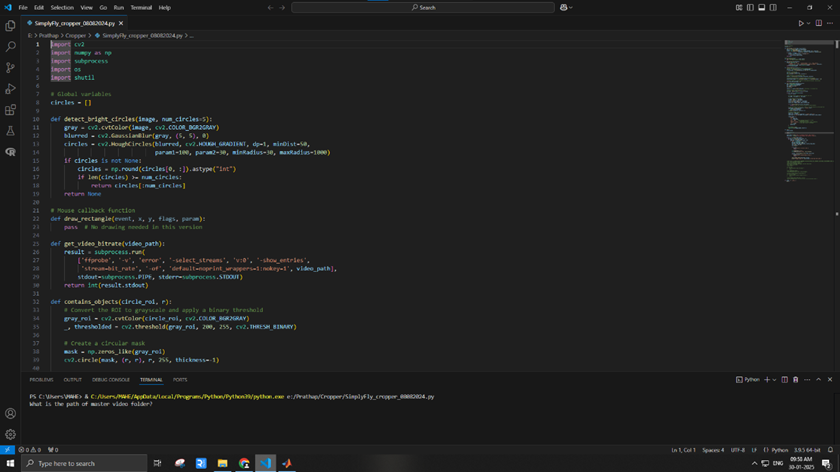 File Edit Selection View Go Run Terminal Help
Search
SimplyFly_cropper_08082024.py
E: > Prathap > Cropper > SimplyFly_cropper_08082024.py > ...
1 import cv2
2 import numpy as np
3 import subprocess
4 import os
5 import shutil
6
7 # Global variables
8 circles = []
9
10 def detect_bright_circles(image, num_circles=5):
11 gray = cv2.cvtColor(image, cv2.COLOR_BGR2GRAY)
12 blurred = cv2.GaussianBlur(gray, (5, 5), 0)
13 circles = cv2.HoughCircles(blurred, cv2.HOUGH_GRADIENT, dp=1, minDist=50,
14 param1=100, param2=30, minRadius=30, maxRadius=1000)
15 if circles is not None:
16 circles = np.round(circles[0, :]).astype("int")
17 if len(circles) >= num_circles:
18 return circles[:num_circles]
19 return None
20
21 # Mouse callback function
22 def draw_rectangle(event, x, y, flags, param):
23 pass # No drawing needed in this version
24
25 def get_video_bitrate(video_path):
26 result = subprocess.run(
27 ['ffprobe', '-v', 'error', '-select_streams', 'v:0', '-show_entries',
28 'stream=bit_rate', '-of', 'default=noprint_wrappers=1:nokey=1', video_path],
29 stdout=subprocess.PIPE, stderr=subprocess.STDOUT)
30 return int(result.stdout)
31
32 def contains_objects(circle_roi, r):
33 # Convert the ROI to grayscale and apply a binary threshold
34 gray_roi = cv2.cvtColor(circle_roi, cv2.COLOR_BGR2GRAY)
35 _, thresholded = cv2.threshold(gray_roi, 200, 255, cv2.THRESH_BINARY)
36
37 # Create a circular mask
38 mask = np.zeros_like(gray_roi)
39 cv2.circle(mask, (r, r), r, 255, thickness=-1)
40
PROBLEMS OUTPUT DEBUG CONSOLE TERMINAL PORTS
Python
PS C:\Users\MAHE> & C:/Users/MAHE/AppData/Local/Programs/Python/Python39/python.exe e:/Prathap/Cropper/SimplyFly_cropper_08082024.py
What is the path of master video folder?
0 0 0 Ln 1, Col 1 Spaces: 4 UTF-8 LF Python 3.9.5 64-bit
Type here to search
ENG
09:50 AM
30-01-2025